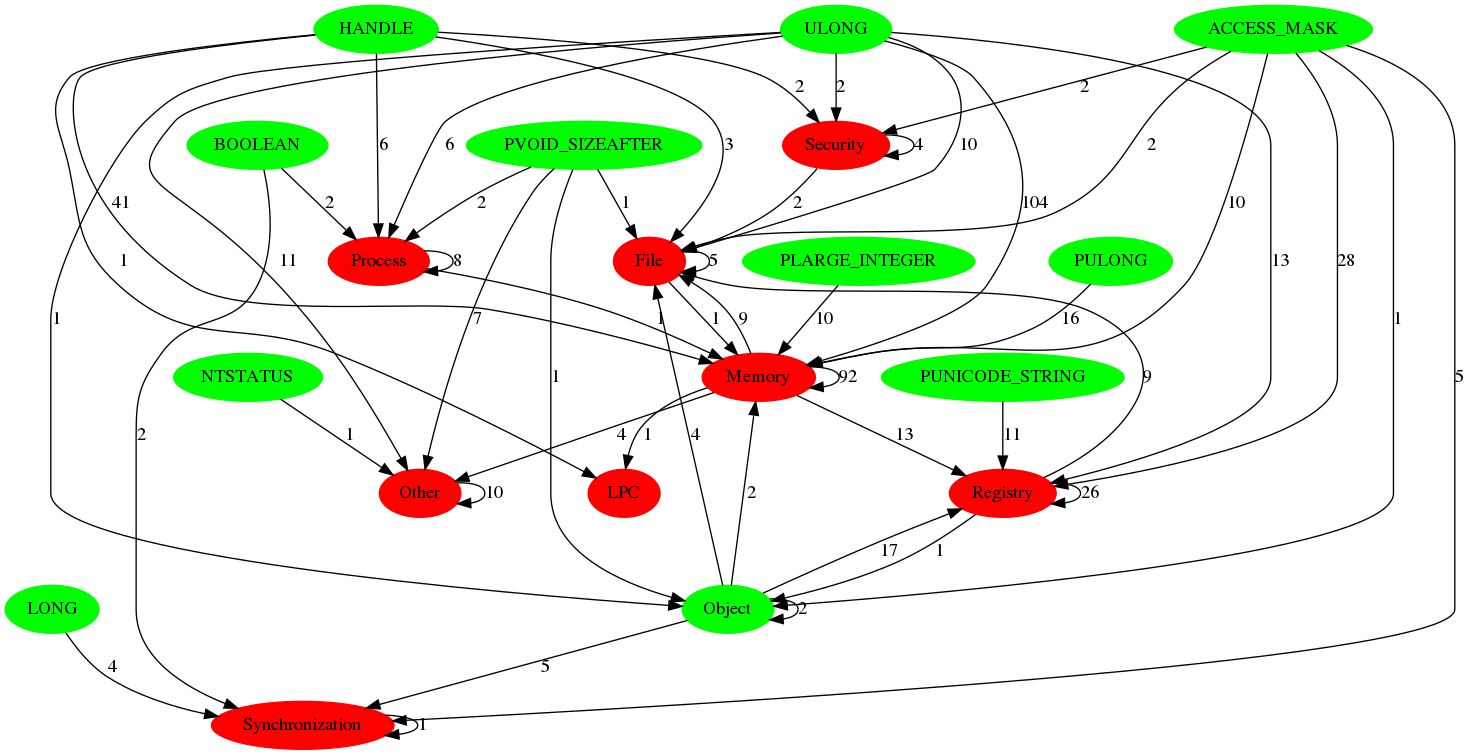 HANDLE
ULONG
ACCESS_MASK
2
2
2
BOOLEAN
6
6
PVOID_SIZEAFTER
3
10
Security
4
2
41
104
10
2
2
1
2
1
11
Process
8
File
5
PLARGE_INTEGER
PULONG
13
28
1
7
1
1
9
10
16
1
NTSTATUS
1
Memory
92
PUNICODE_STRING
9
5
2
1
4
1
4
13
11
Other
10
LPC
2
Registry
26
17
1
LONG
Object
2
4
5
Synchronization
1